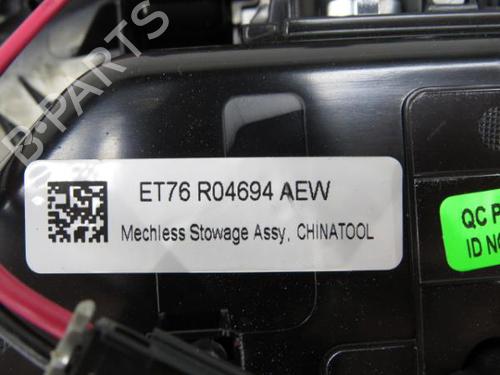 B-PARTS
ET76 R04694 AEW
Mechless Stowage Assy, CHINATOOL
QC P
ID NO